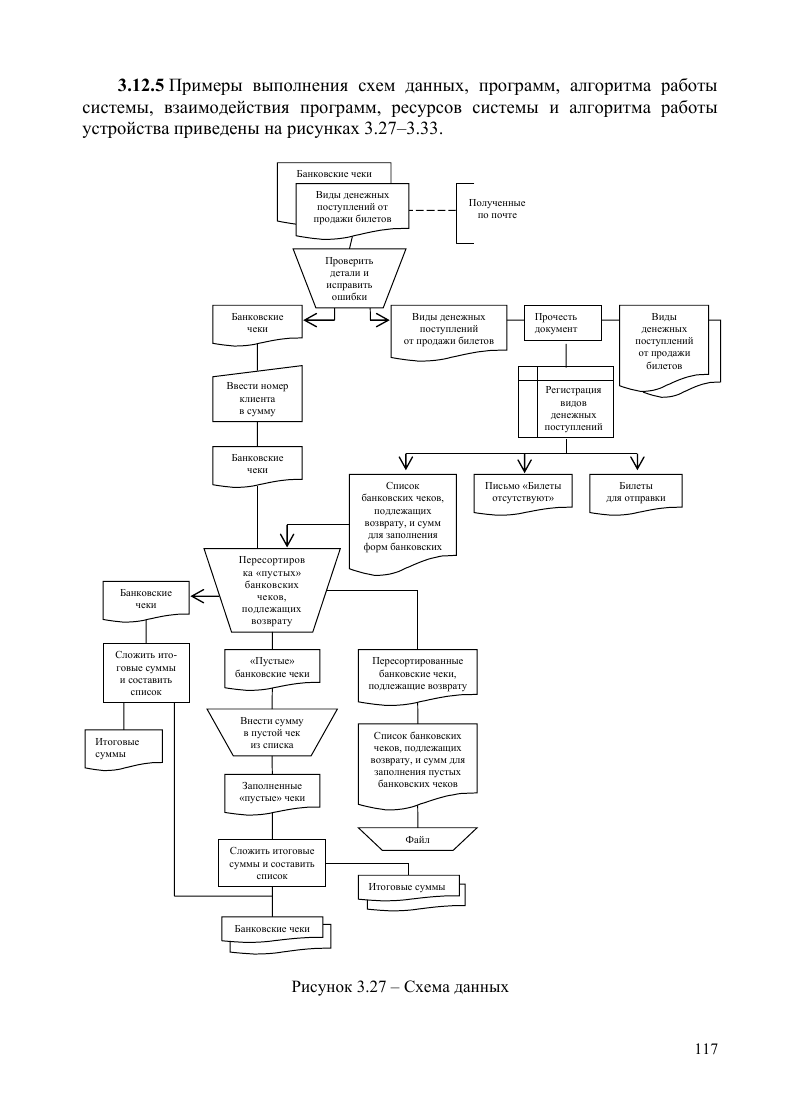 3.12.5 Примеры выполнения схем данных, программ, алгоритма работы
системы, взаимодействия программ, ресурсов системы и алгоритма работы
устройства приведены на рисунках 3.27–3.33.
Банковские чеки
Виды денежных
поступлений от
продажи билетов
Полученные
по почте
Проверить
детали и
исправить
ошибки
Банковские
чеки
Виды денежных
поступлений
от продажи билетов
Прочесть
документ
Виды
денежных
поступлений
от продажи
билетов
Ввести номер
клиента
в сумму
Регистрация
видов
денежных
поступлений
Банковские
чеки
Список
банковских чеков,
подлежащих
возврату, и сумм
для заполнения
форм банковских
Письмо «Билеты
отсутствуют»
Билеты
для отправки
Пересортиров
ка «пустых»
банковских
чеков,
подлежащих
возврату
Банковские
чеки
Сложить ито-
говые суммы
и составить
список
«Пустые»
банковские чеки
Пересортированные
банковские чеки,
подлежащие возврату
Итоговые
суммы
Внести сумму
в пустой чек
из списка
Список банковских
чеков, подлежащих
возврату, и сумм для
заполнения пустых
банковских чеков
Заполненные
«пустые» чеки
Файл
Сложить итоговые
суммы и составить
список
Итоговые суммы
Банковские чеки
Рисунок 3.27 – Схема данных
117